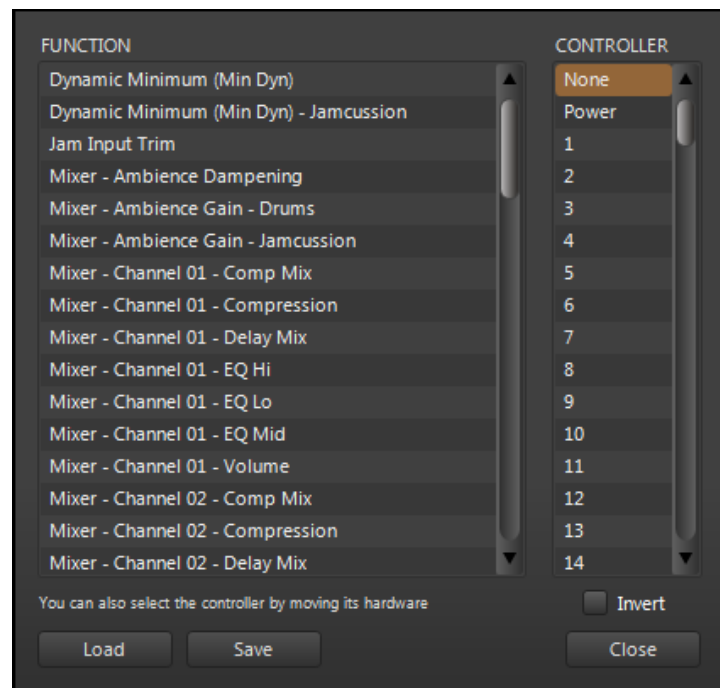 FUNCTION
Dynamic Minimum (Min Dyn)
Dynamic Minimum (Min Dyn) - Jamcussion
Jam Input Trim
Mixer - Ambience Dampening
Mixer - Ambience Gain - Drums
Mixer - Ambience Gain - Jamcussion
Mixer - Channel 01 - Comp Mix
Mixer - Channel 01 - Compression
Mixer - Channel 01 - Delay Mix
Mixer - Channel 01 - EQ Hi
Mixer - Channel 01 - EQ Lo
Mixer - Channel 01 - EQ Mid
Mixer - Channel 01 - Volume
Mixer - Channel 02 - Comp Mix
Mixer - Channel 02 - Compression
Mixer - Channel 02 - Delay Mix
CONTROLLER
None
Power
1
2
3
4
5
6
7
8
9
10
11
12
13
14
You can also select the controller by moving its hardware
Invert
Load
Save
Close